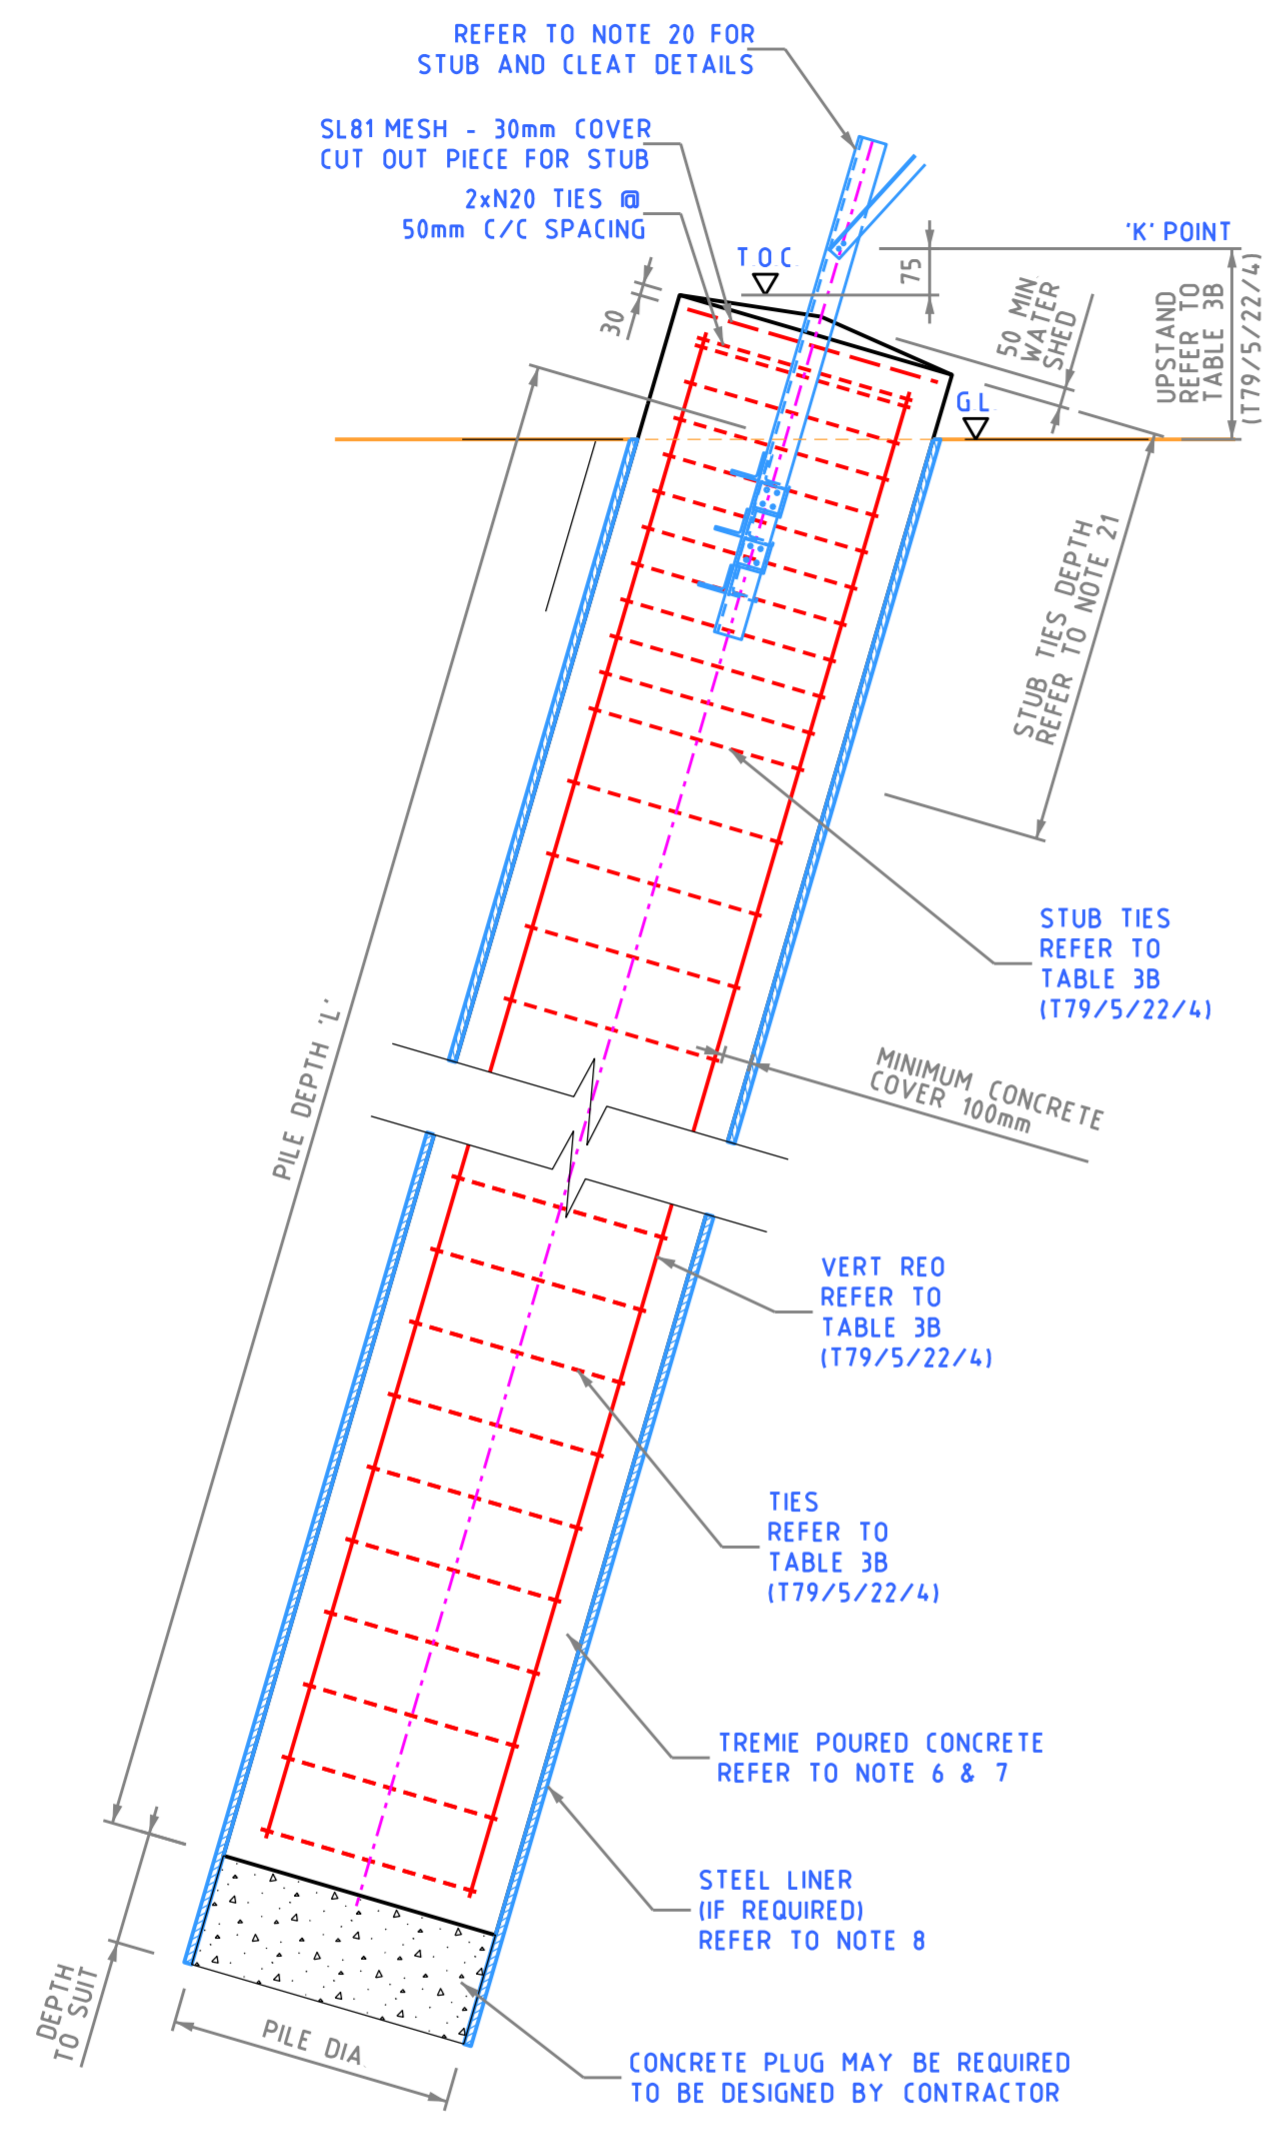 REFER TO NOTE 20 FOR
STUB AND CLEAT DETAILS
SL81 MESH - 30mm COVER
CUT OUT PIECE FOR STUB
2xN20 TIES @
50mm C/C SPACING
TOC
'K' POINT
75
30
50 MIN
WATER
SHED
UPSTAND
REFER TO
TABLE 3B
(T79/5/22/4)
GL
STUB TIES DEPTH
REFER TO NOTE 21
STUB TIES
REFER TO
TABLE 3B
(T79/5/22/4)
PILE DEPTH 'L'
MINIMUM CONCRETE
COVER 100mm
VERT REO
REFER TO
TABLE 3B
(T79/5/22/4)
TIES
REFER TO
TABLE 3B
(T79/5/22/4)
TREMIE POURED CONCRETE
REFER TO NOTE 6 & 7
STEEL LINER
(IF REQUIRED)
REFER TO NOTE 8
DEPTH
TO SUIT
PILE DIA.
CONCRETE PLUG MAY BE REQUIRED
TO BE DESIGNED BY CONTRACTOR